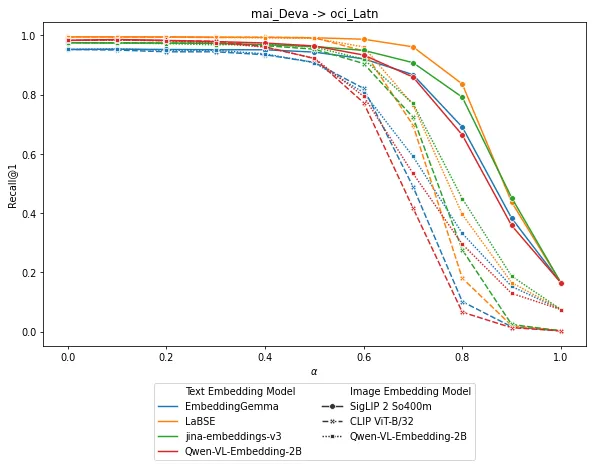 mai_Deva -> oci_Latn
Recall@1
1.0
0.8
0.6
0.4
0.2
0.0
0.0 0.2 0.4 0.6 0.8 1.0
α
Text Embedding Model
EmbeddingGemma
LaBSE
jina-embeddings-v3
Qwen-VL-Embedding-2B
Image Embedding Model
SigLIP 2 So400m
CLIP ViT-B/32
Qwen-VL-Embedding-2B